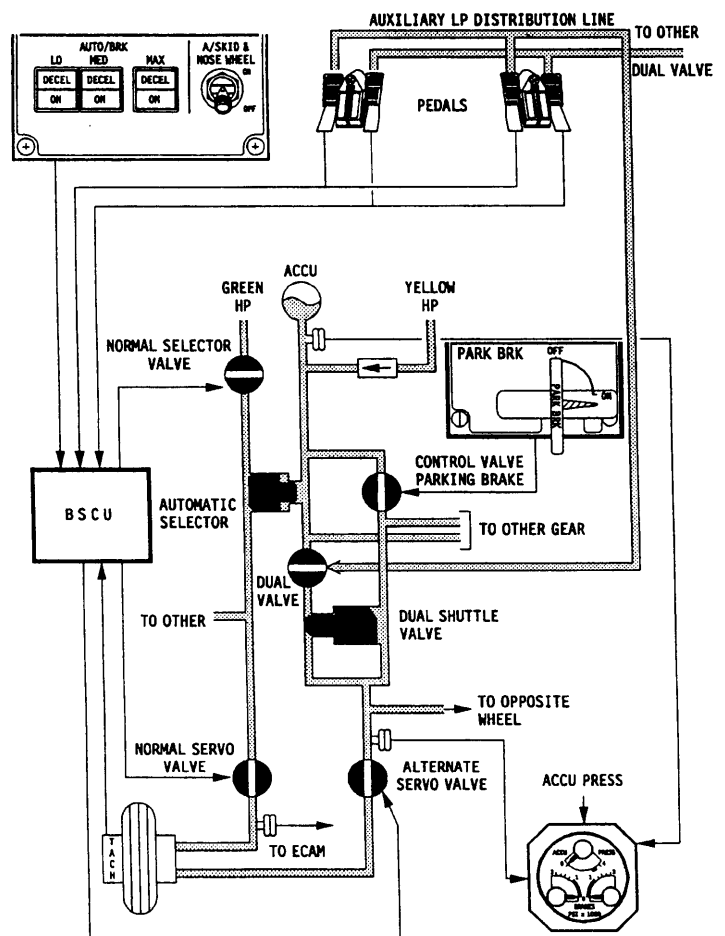 AUXILIARY LP DISTRIBUTION LINE
TO OTHER
DUAL VALVE
AUTO/BRK
LO MED MAX
A/SKID &
NOSE WHEEL
DECEL DECEL DECEL
ON ON ON
ON
OFF
PEDALS
ACCU
GREEN
HP
YELLOW
HP
NORMAL SELECTOR
VALVE
PARK BRK
OFF
ON
PARK BRK
CONTROL VALVE
PARKING BRAKE
BSCU
AUTOMATIC
SELECTOR
TO OTHER GEAR
DUAL
VALVE
TO OTHER
DUAL SHUTTLE
VALVE
TO OPPOSITE
WHEEL
NORMAL SERVO
VALVE
ALTERNATE
SERVO VALVE
ACCU PRESS
TACH
TO ECAM
ACCU PRESS
0 4
BRAKES
PSI x 1000